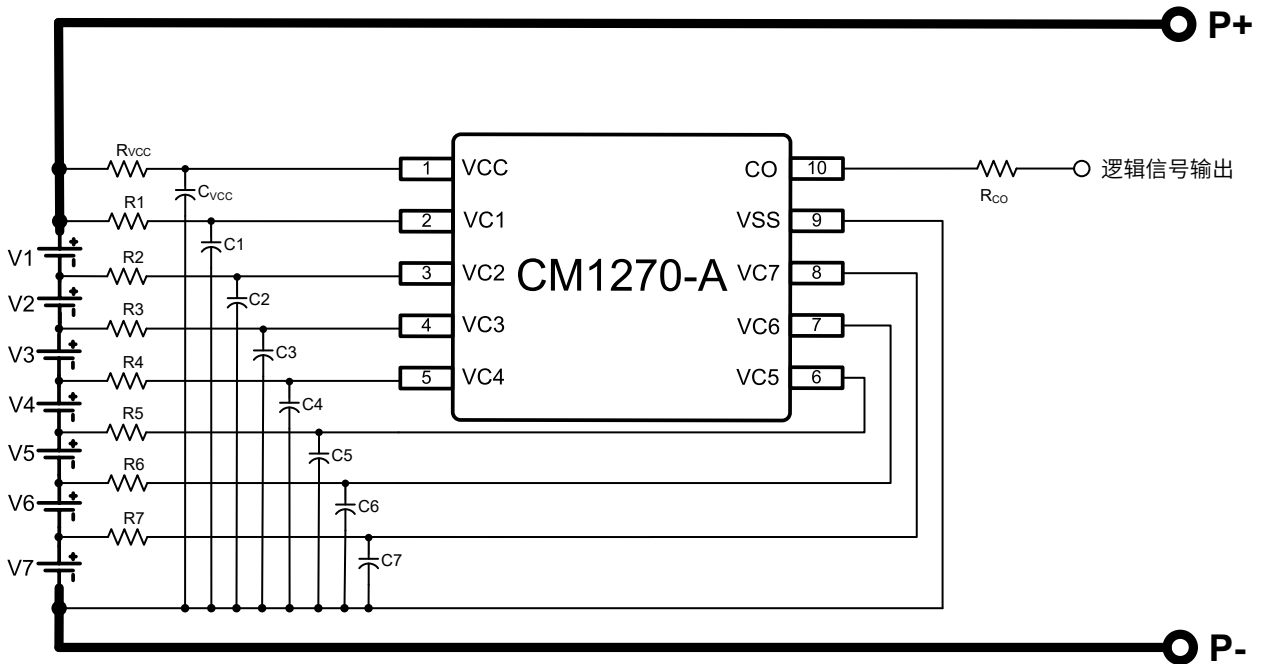 P+
RVCC
1
VCC
CO
10
逻辑信号输出
CVCC
RCO
R1
2
VC1
VSS
9
C1
V1
R2
3
VC2
CM1270-A
VC7
8
V2
C2
R3
4
VC3
VC6
7
V3
C3
R4
5
VC4
VC5
6
V4
C4
R5
V5
C5
R6
V6
C6
R7
V7
C7
P-